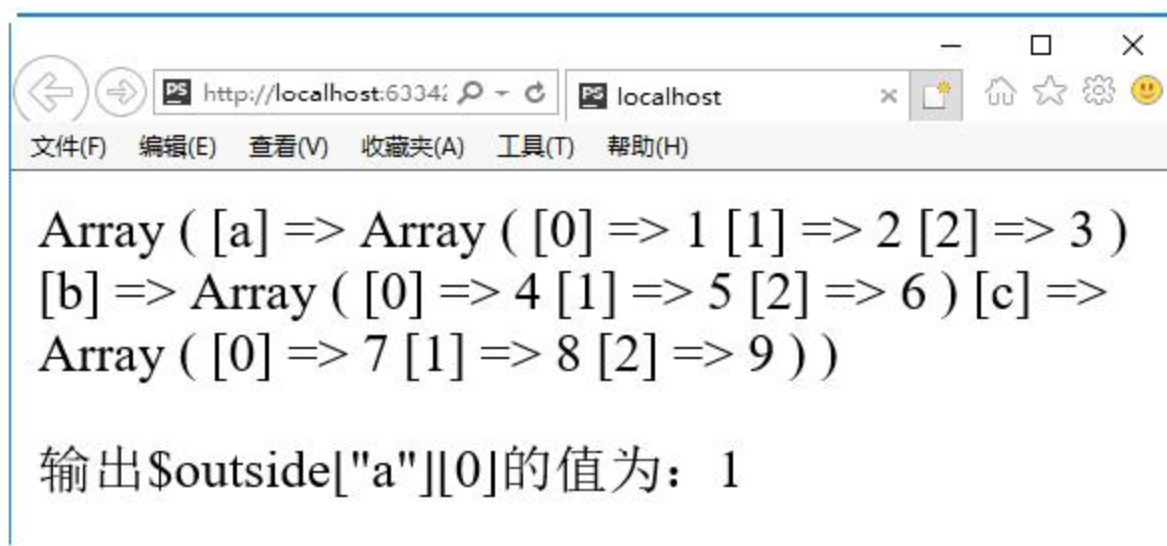 http://localhost:6334
localhost
文件(F) 编辑(E) 查看(V) 收藏夹(A) 工具(T) 帮助(H)
Array ( [a] => Array ( [0] => 1 [1] => 2 [2] => 3 )
[b] => Array ( [0] => 4 [1] => 5 [2] => 6 ) [c] =>
Array ( [0] => 7 [1] => 8 [2] => 9 ) )
输出$outside["a"][0]的值为：1